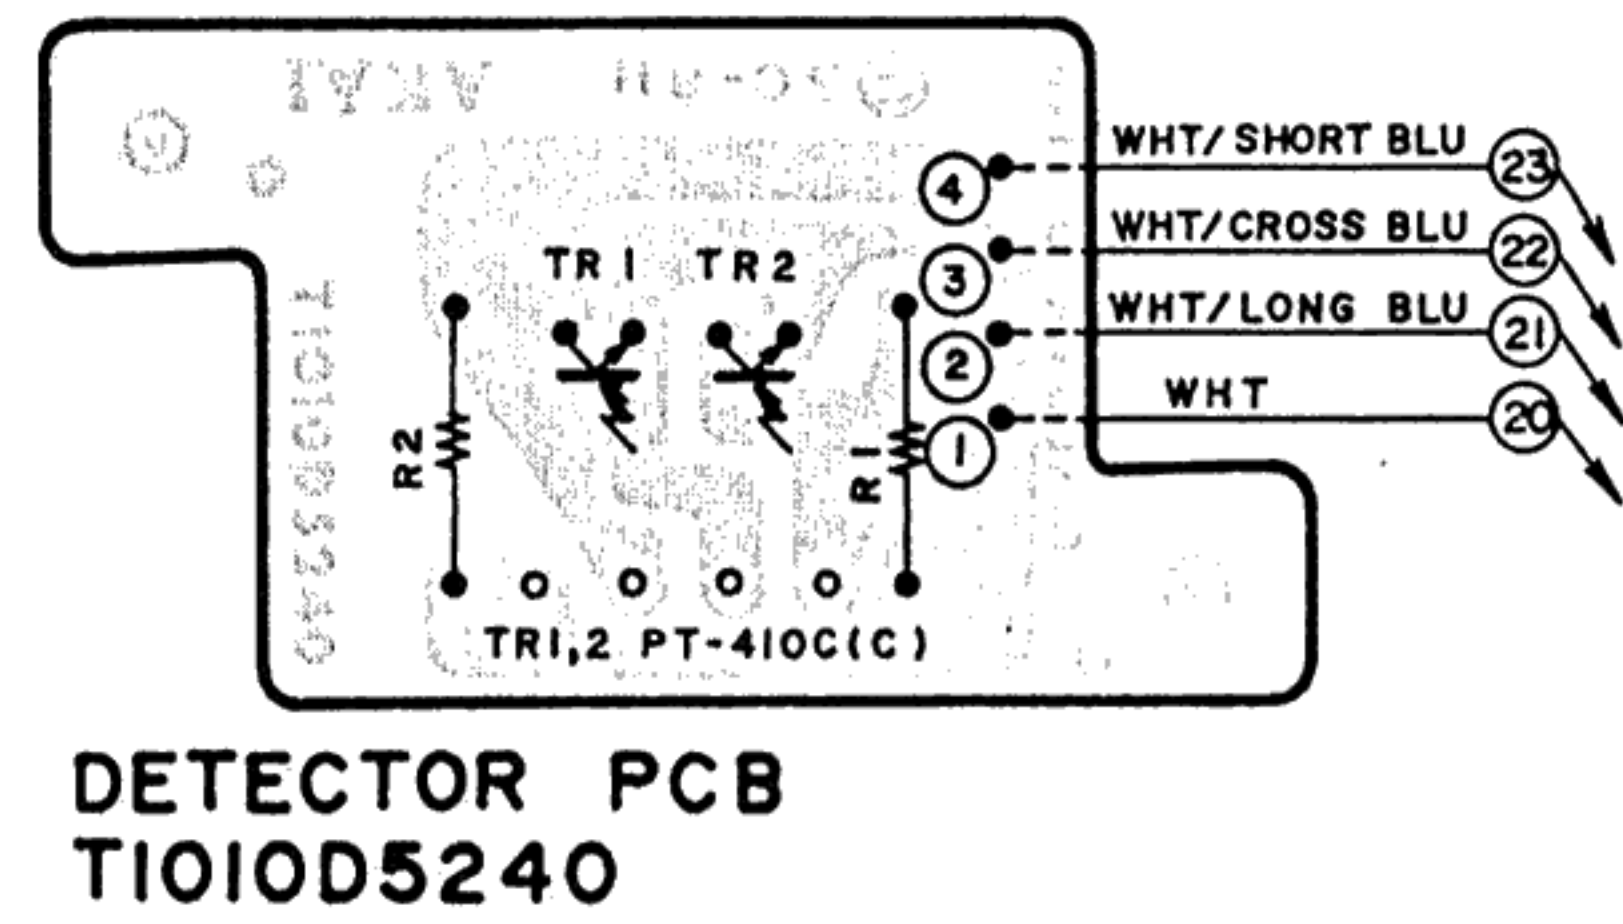 WHT/SHORT BLU 23
4
WHT/CROSS BLU 22
TR1 TR2 3
WHT/LONG BLU 21
2
WHT 20
R2 R1 1
TR1,2 PT-410C(C)
DETECTOR PCB
T1010D5240